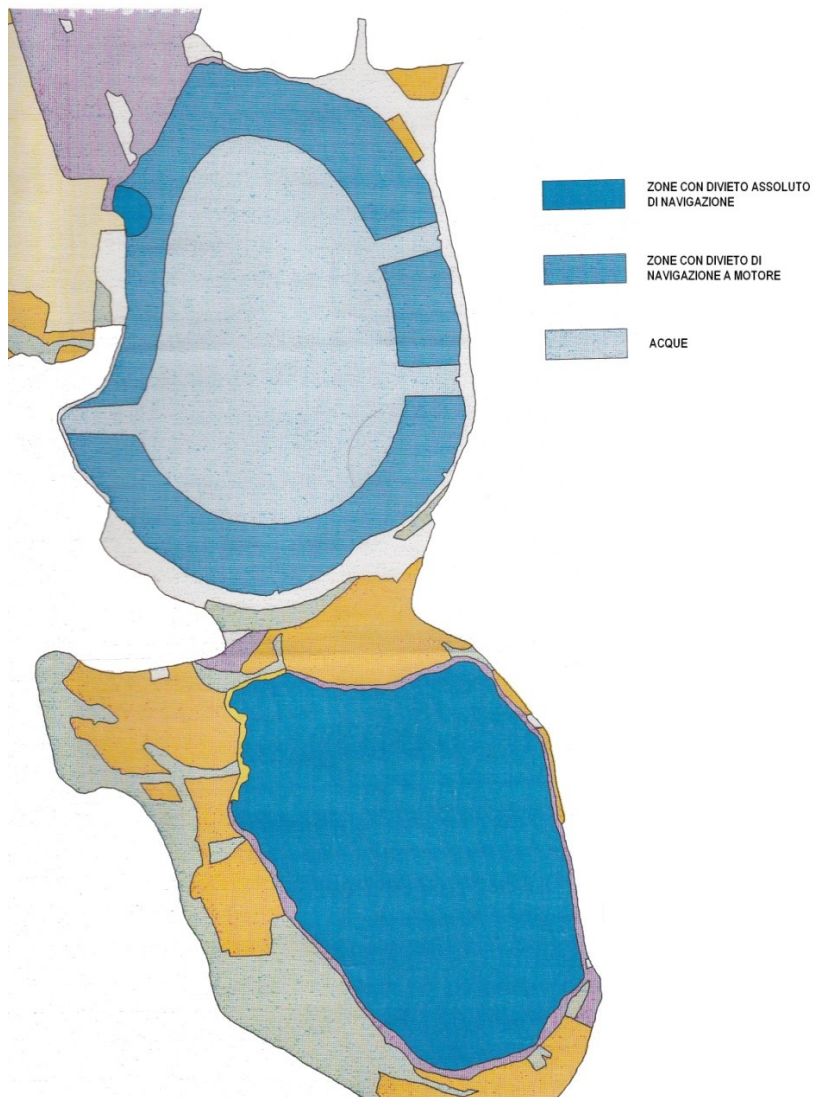 ZONE CON DIVIETO ASSOLUTO
DI NAVIGAZIONE
ZONE CON DIVIETO DI
NAVIGAZIONE A MOTORE
ACQUE